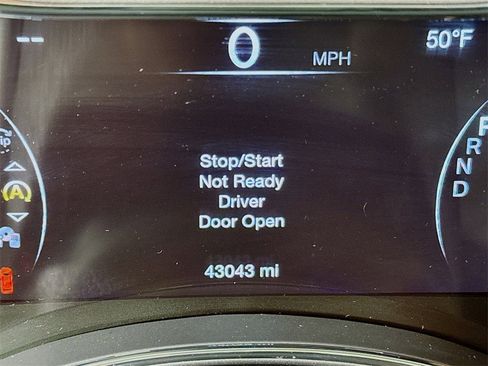 --
0 MPH
50°F
Stop/Start
Not Ready
Driver
Door Open
43043 mi
P
R
N
D
A